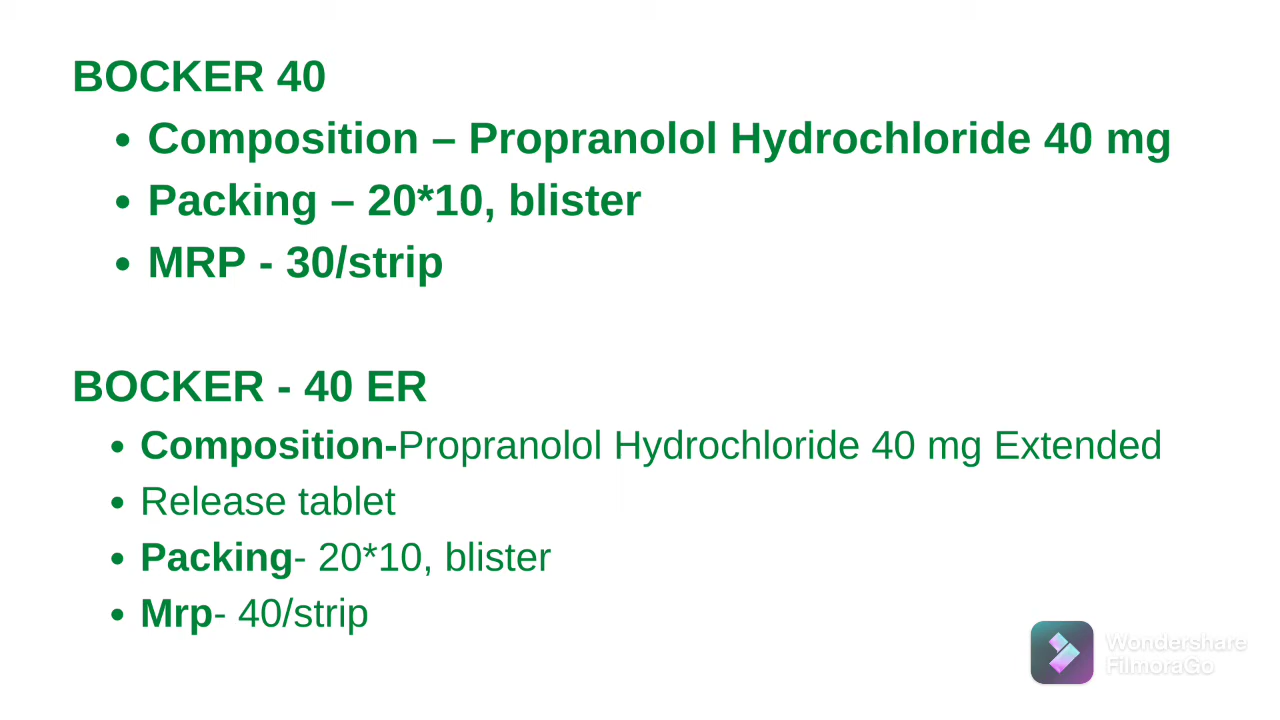 BOCKER 40
• Composition – Propranolol Hydrochloride 40 mg
• Packing – 20*10, blister
• MRP - 30/strip
BOCKER - 40 ER
• Composition-Propranolol Hydrochloride 40 mg Extended
• Release tablet
• Packing- 20*10, blister
• Mrp- 40/strip
Wondershare
FilmoraGo